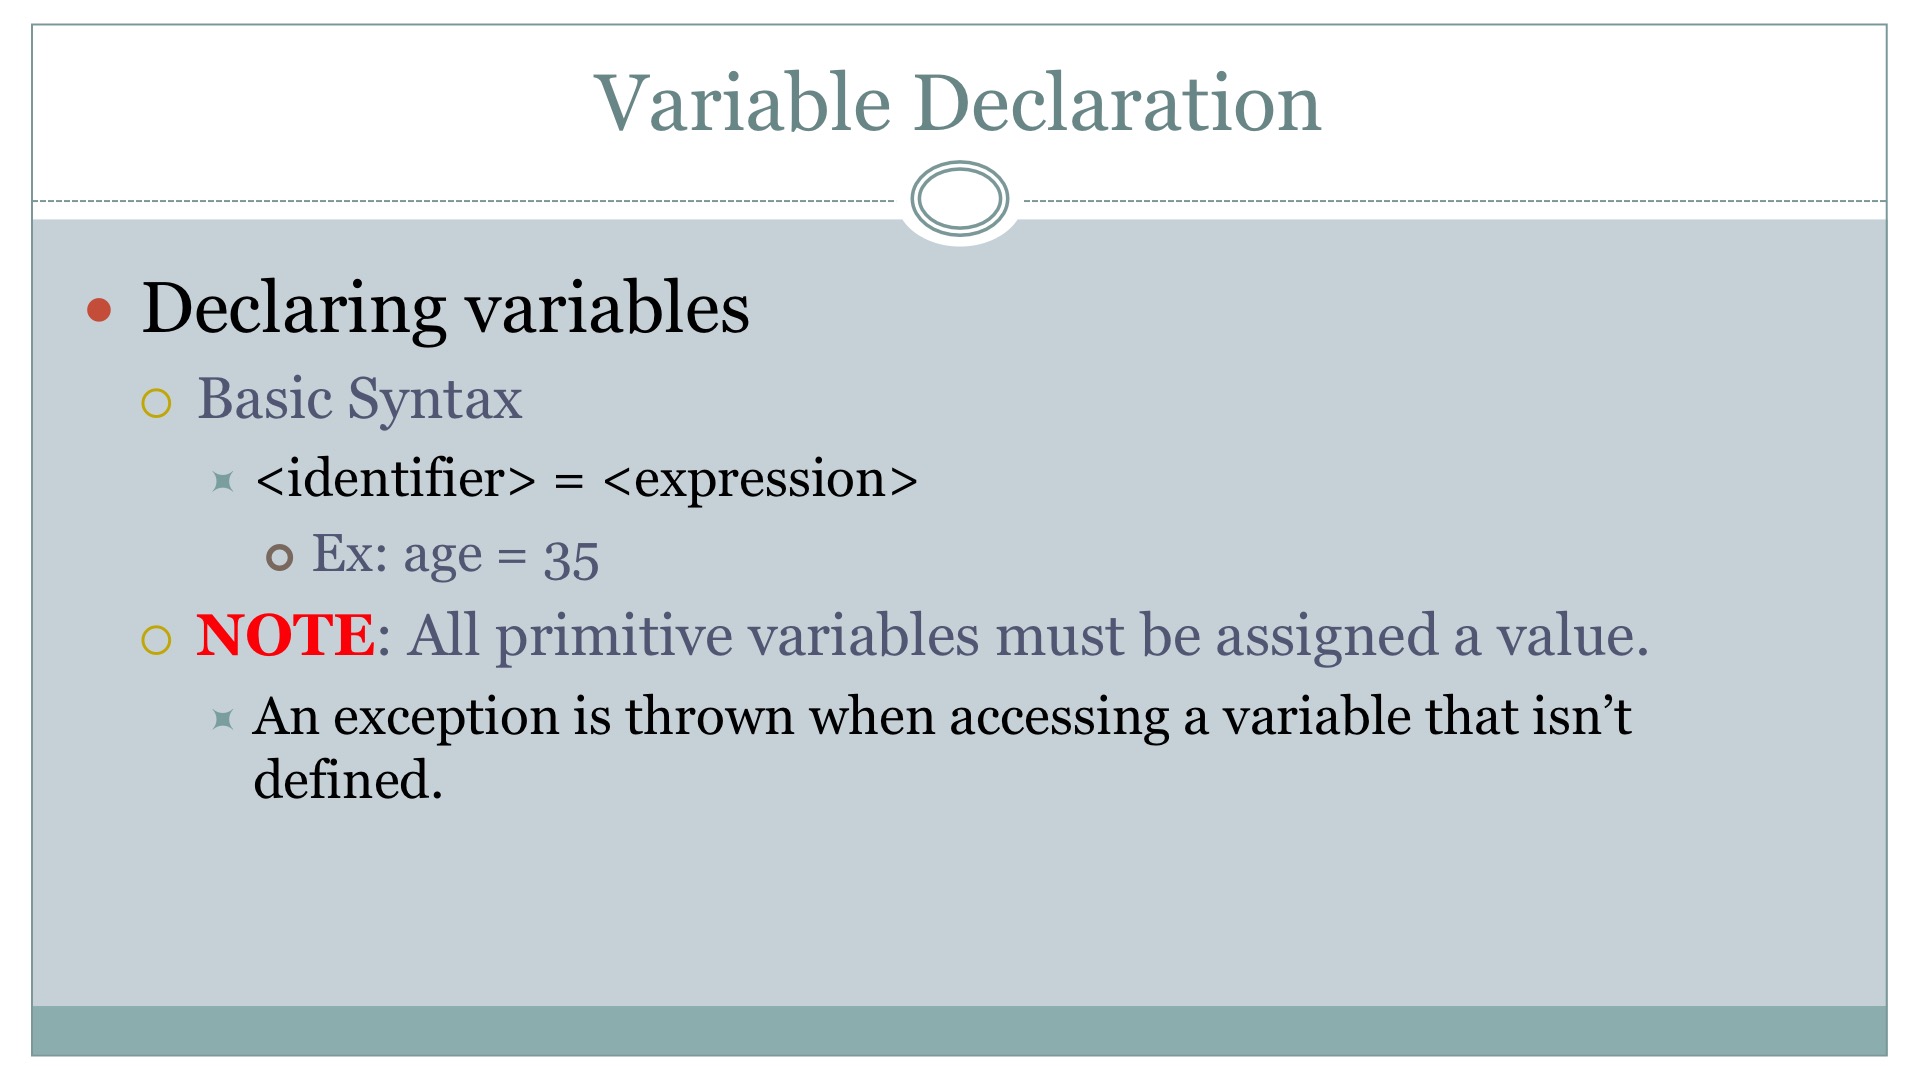 Variable Declaration
Declaring variables
Basic Syntax
<identifier> = <expression>
Ex: age = 35
NOTE: All primitive variables must be assigned a value.
An exception is thrown when accessing a variable that isn’t
defined.